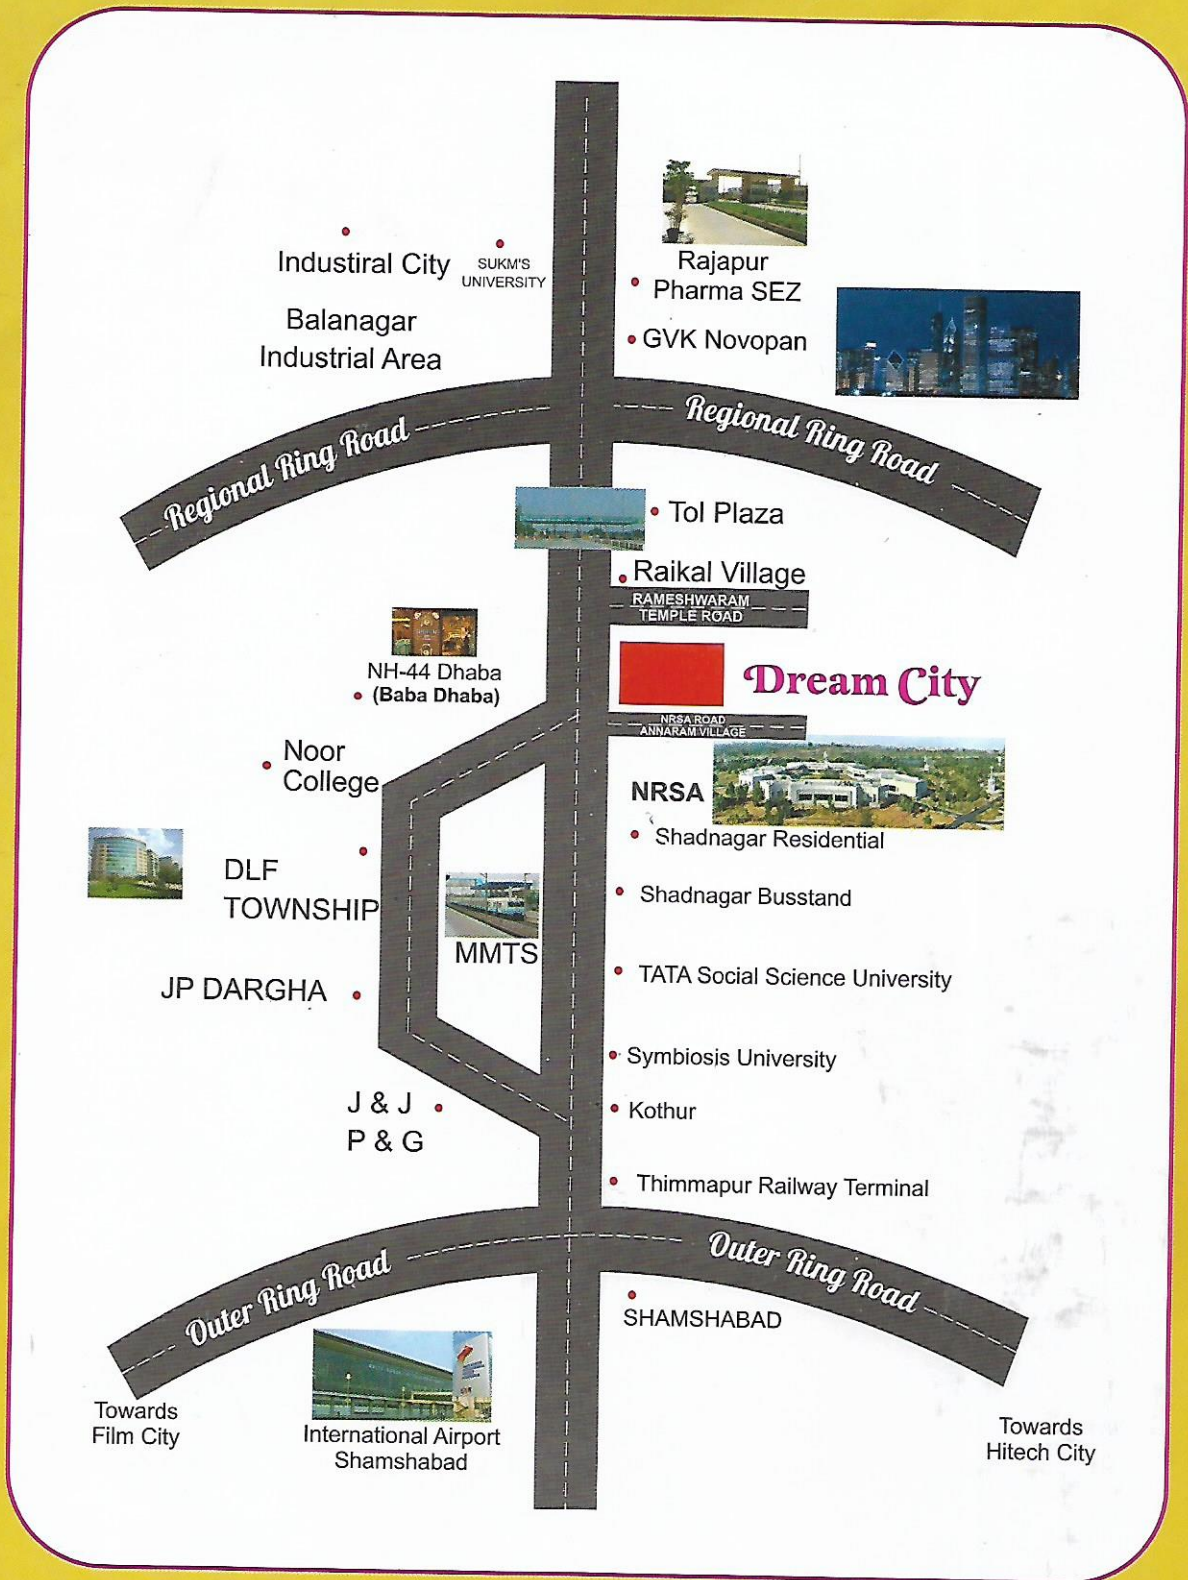 Industiral City
SUKM'S
UNIVERSITY
Rajapur
Pharma SEZ
Balanagar
Industrial Area
GVK Novopan
Regional Ring Road
Regional Ring Road
Tol Plaza
Raikal Village
RAMESHWARAM
TEMPLE ROAD
NH-44 Dhaba
(Baba Dhaba)
Dream City
NRSA ROAD
ANNARAM VILLAGE
Noor
College
NRSA
Shadnagar Residential
DLF
TOWNSHIP
Shadnagar Busstand
MMTS
TATA Social Science University
JP DARGHA
Symbiosis University
J & J
P & G
Kothur
Thimmapur Railway Terminal
Outer Ring Road
Outer Ring Road
SHAMSHABAD
Towards
Film City
International Airport
Shamshabad
Towards
Hitech City